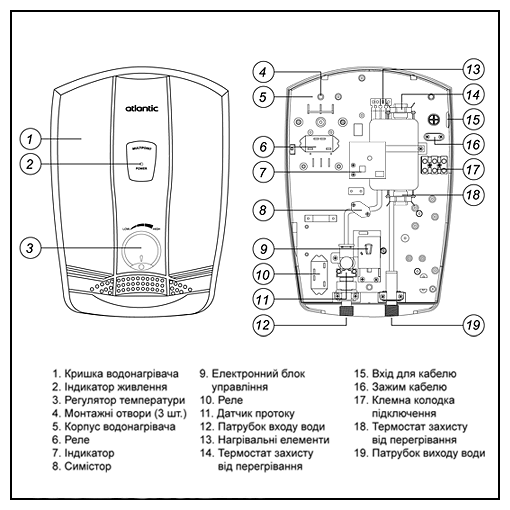 atlantic
MULTIPOINT
POWER
LOW
HIGH
1
2
3
4
5
6
7
8
9
10
11
12
13
14
15
16
17
18
19
1. Кришка водонагрівача
2. Індикатор живлення
3. Регулятор температури
4. Монтажні отвори (3 шт.)
5. Корпус водонагрівача
6. Реле
7. Індикатор
8. Симістор
9. Електронний блок
управління
10. Реле
11. Датчик протоку
12. Патрубок входу води
13. Нагрівальні елементи
14. Термостат захисту
від перегрівання
15. Вхід для кабелю
16. Зажим кабелю
17. Клемна колодка
підключення
18. Термостат захисту
від перегрівання
19. Патрубок виходу води